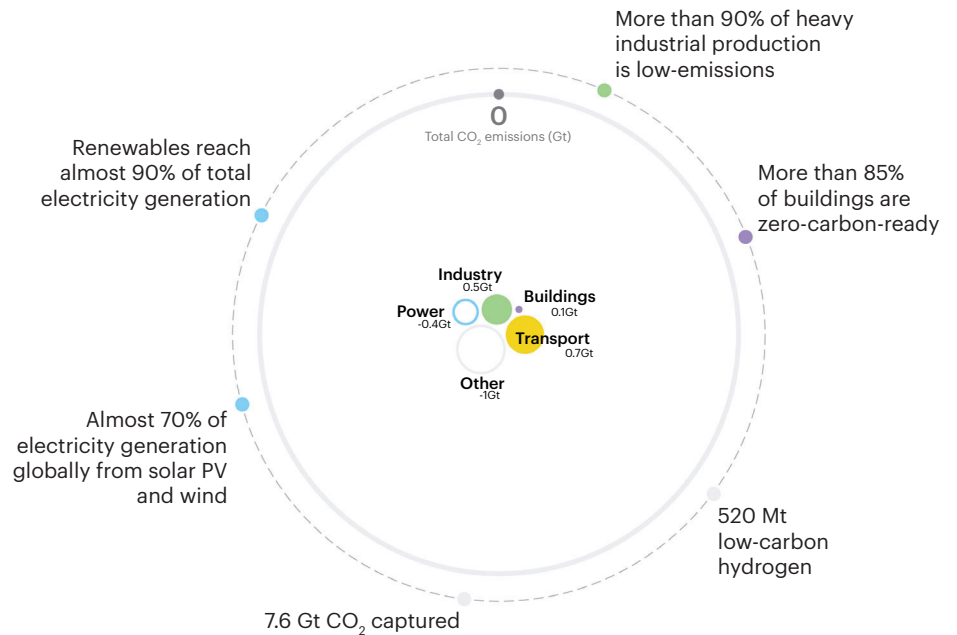 More than 90% of heavy
industrial production
is low-emissions
0
Total CO₂ emissions (Gt)
Renewables reach
almost 90% of total
electricity generation
More than 85%
of buildings are
zero-carbon-ready
Industry
0.5Gt
Buildings
0.1Gt
Power
-0.4Gt
Transport
0.7Gt
Other
-1Gt
Almost 70% of
electricity generation
globally from solar PV
and wind
520 Mt
low-carbon
hydrogen
7.6 Gt CO₂ captured